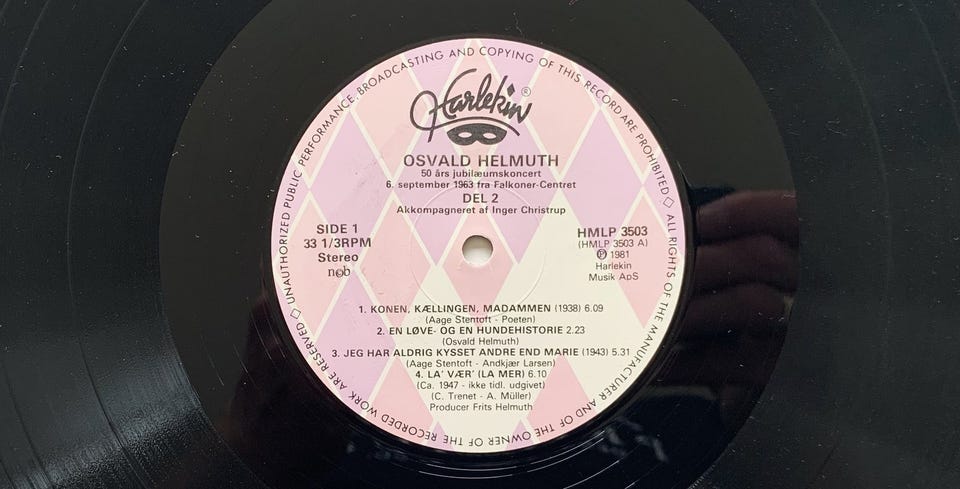 UNAUTHORIZED PUBLIC PERFORMANCE, BROADCASTING AND COPYING OF THIS RECORD ARE PROHIBITED ◇ ALL RIGHTS OF THE MANUFACTURER AND OF THE OWNER OF THE RECORDED WORK ARE RESERVED ◇
Harlekin ®
OSVALD HELMUTH
50 års jubilæumskoncert
6. september 1963 fra Falkoner-Centret
DEL 2
Akkompagneret af Inger Christrup
SIDE 1
33 1/3RPM
Stereo
n©b
HMLP 3503
(HMLP 3503 A)
℗ 1981
Harlekin
Musik ApS
1. KONEN, KÆLLINGEN, MADAMMEN (1938) 6.09
(Aage Stentoft - Poeten)
2. EN LØVE- OG EN HUNDEHISTORIE 2.23
(Osvald Helmuth)
3. JEG HAR ALDRIG KYSSET ANDRE END MARIE (1943) 5.31
(Aage Stentoft - Andkjær Larsen)
4. LA' VÆR' (LA MER) 6.10
(Ca. 1947 - ikke tidl. udgivet)
(C. Trenet - A. Müller)
Producer Frits Helmuth